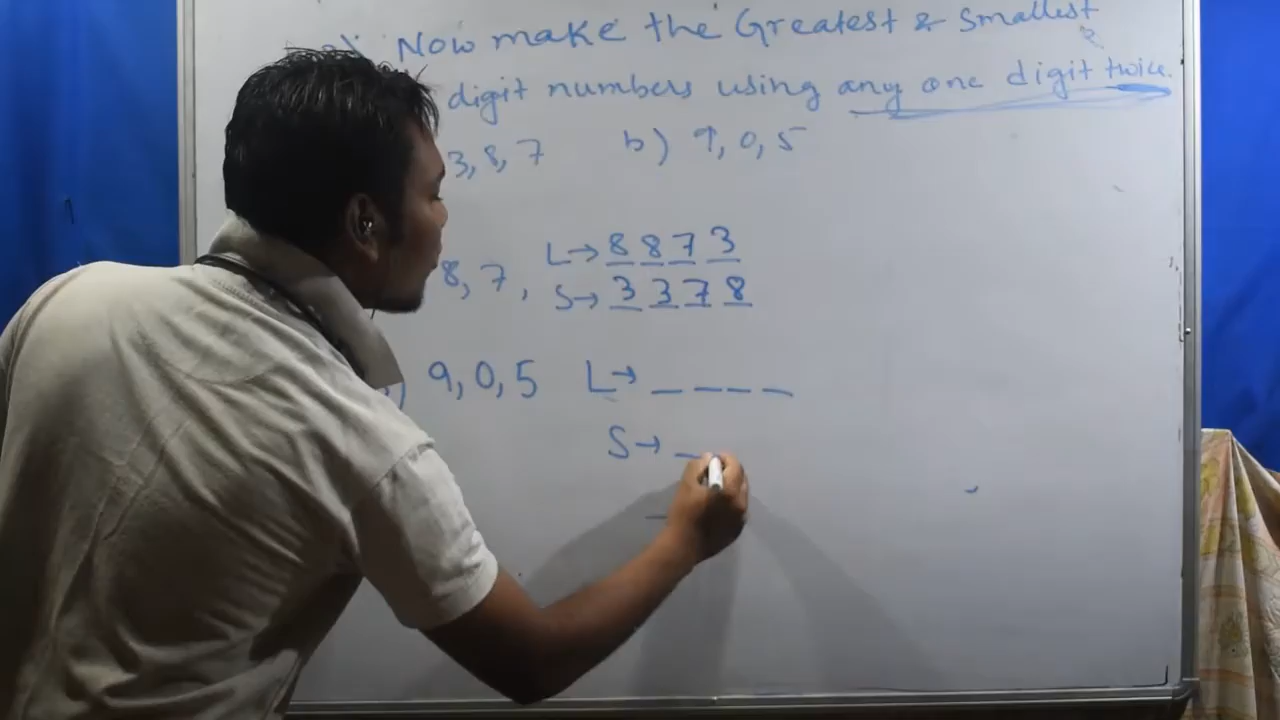 Now make the Greatest & Smallest
digit numbers using any one digit twice.
3, 8, 7 b) 9, 0, 5
L→ 8 8 7 3
8, 7, S→ 3 3 7 8
) 9, 0, 5 L→ _ _ _ _
S→ _